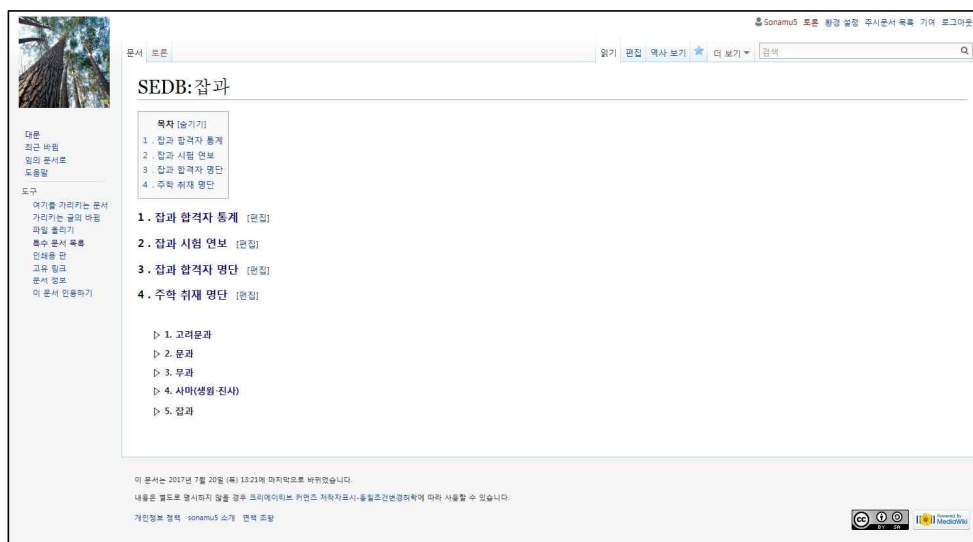 Sonamu5 토론 환경 설정 주시문서 목록 기여 로그아웃
문서 토론 읽기 편집 역사 보기 더 보기 검색
SEDB:잡과
목차 [숨기기]
1 . 잡과 합격자 통계
2 . 잡과 시험 연보
3 . 잡과 합격자 명단
4 . 주학 취재 명단
대문
최근 바뀜
임의 문서로
도움말
도구
여기를 가리키는 문서
가리키는 글의 바뀜
파일 올리기
특수 문서 목록
인쇄용 판
고유 링크
문서 정보
이 문서 인용하기
1 . 잡과 합격자 통계 [편집]
2 . 잡과 시험 연보 [편집]
3 . 잡과 합격자 명단 [편집]
4 . 주학 취재 명단 [편집]
▷ 1. 고려문과
▷ 2. 문과
▷ 3. 무과
▷ 4. 사마(생원·진사)
▷ 5. 잡과
이 문서는 2017년 7월 20일 (목) 13:21에 마지막으로 바뀌었습니다.
내용은 별도로 명시하지 않을 경우 크리에이티브 커먼즈 저작자표시-동일조건변경허락에 따라 사용할 수 있습니다.
개인정보 정책 sonamu5 소개 면책 조항
cc BY SA Powered By MediaWiki